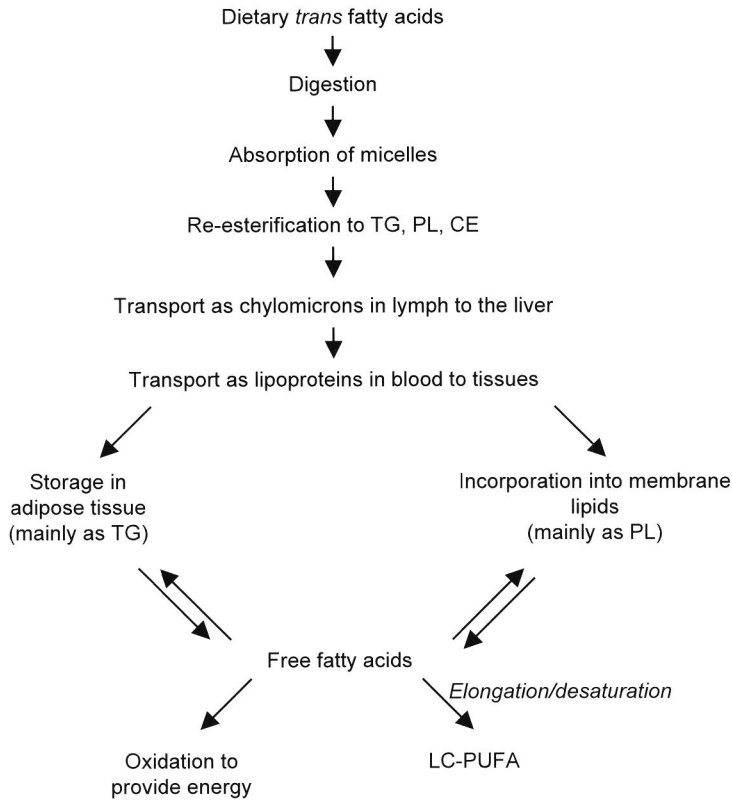 Dietary trans fatty acids
Digestion
Absorption of micelles
Re-esterification to TG, PL, CE
Transport as chylomicrons in lymph to the liver
Transport as lipoproteins in blood to tissues
Storage in
adipose tissue
(mainly as TG)
Incorporation into membrane
lipids
(mainly as PL)
Free fatty acids
Elongation/desaturation
Oxidation to
provide energy
LC-PUFA